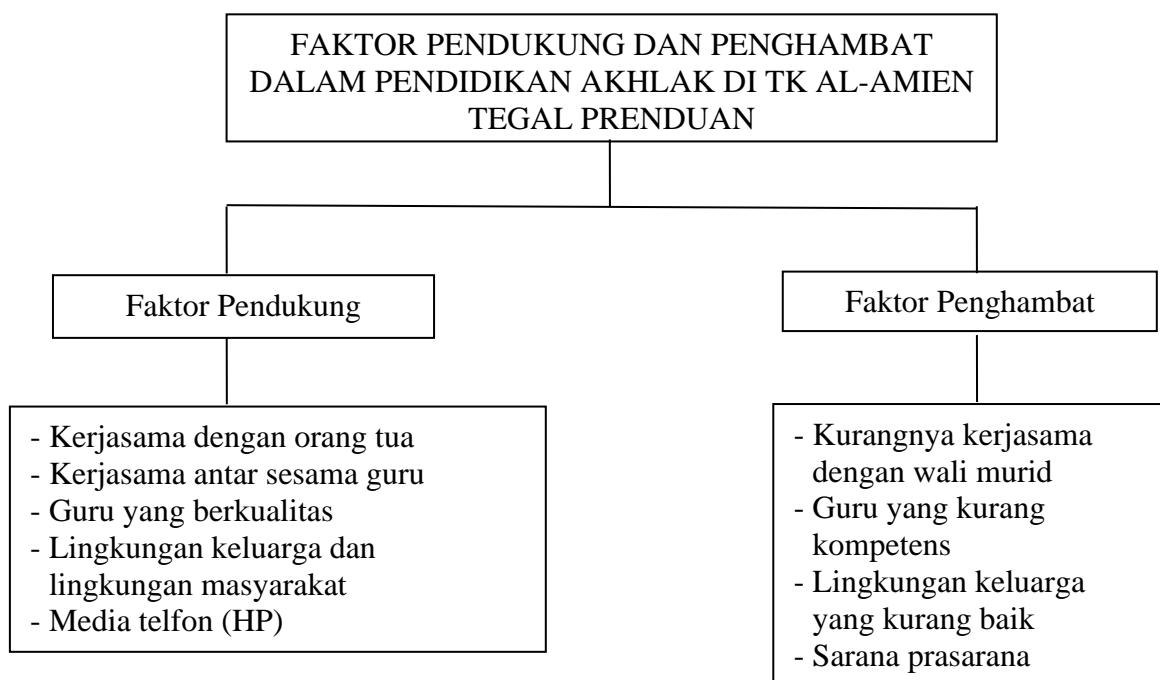 FAKTOR PENDUKUNG DAN PENGHAMBAT
DALAM PENDIDIKAN AKHLAK DI TK AL-AMIEN
TEGAL PRENDUAN
Faktor Pendukung
Faktor Penghambat
- Kerjasama dengan orang tua
- Kerjasama antar sesama guru
- Guru yang berkualitas
- Lingkungan keluarga dan
lingkungan masyarakat
- Media telfon (HP)
- Kurangnya kerjasama
dengan wali murid
- Guru yang kurang
kompetens
- Lingkungan keluarga
yang kurang baik
- Sarana prasarana